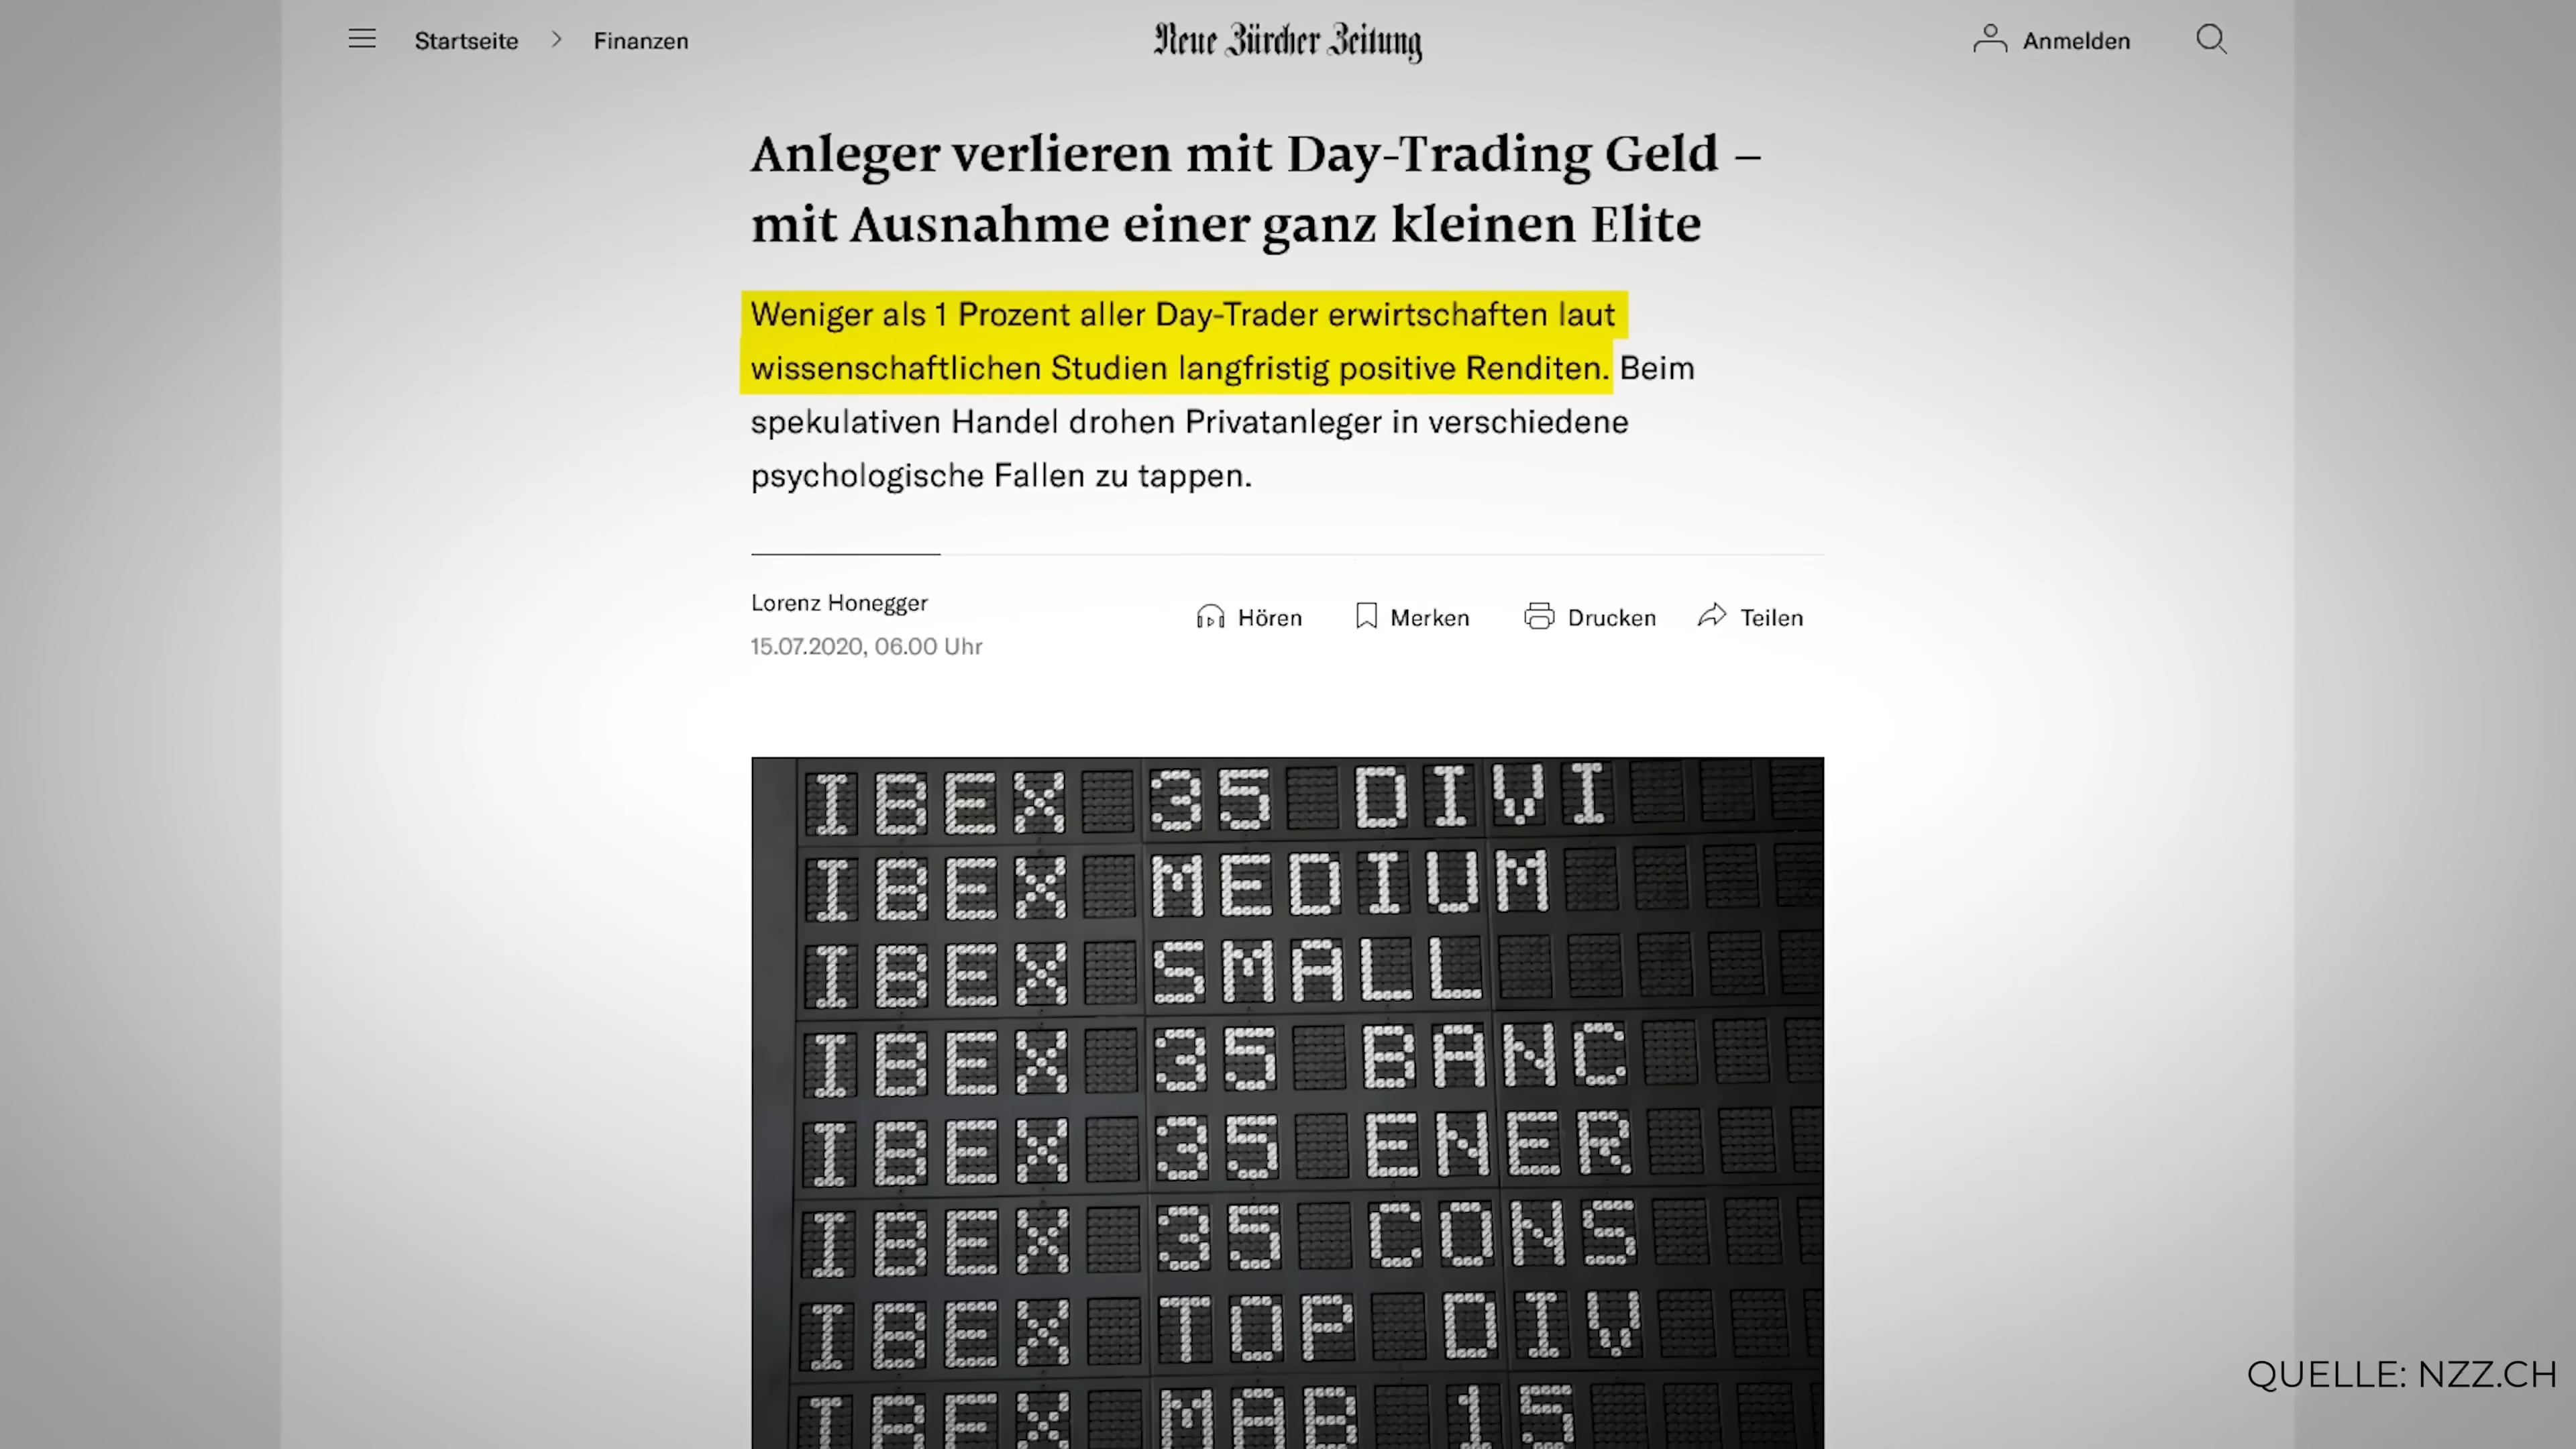 Startseite > Finanzen
Neue Zürcher Zeitung
Anmelden
Anleger verlieren mit Day-Trading Geld –
mit Ausnahme einer ganz kleinen Elite
Weniger als 1 Prozent aller Day-Trader erwirtschaften laut
wissenschaftlichen Studien langfristig positive Renditen. Beim
spekulativen Handel drohen Privatanleger in verschiedene
psychologische Fallen zu tappen.
Lorenz Honegger
15.07.2020, 06.00 Uhr
Hören Merken Drucken Teilen
IBEX 35 DIVI
IBEX MEDIUM
IBEX SMALL
IBEX 35 BANC
IBEX 35 ENER
IBEX 35 CONS
IBEX TOP DIV
IBEX MAB 15
QUELLE: NZZ.CH